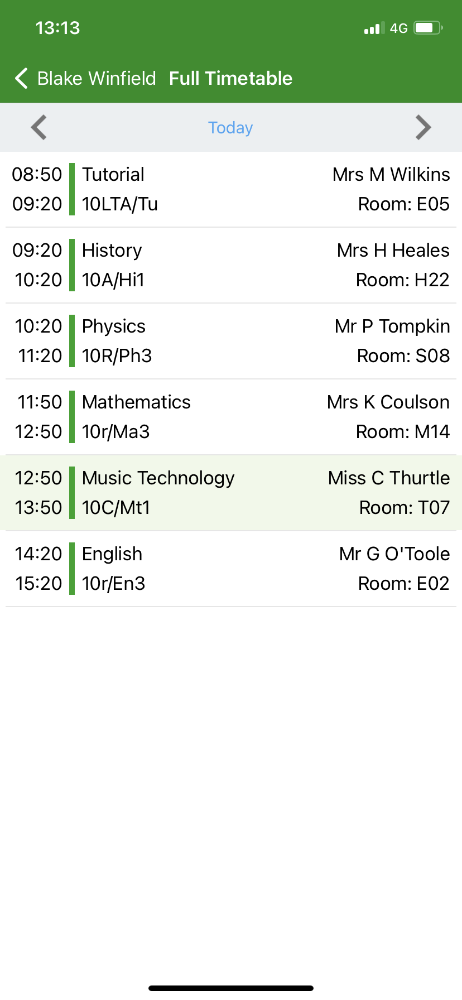 13:13 4G
Blake Winfield Full Timetable
Today
08:50 Tutorial Mrs M Wilkins
09:20 10LTA/Tu Room: E05
09:20 History Mrs H Heales
10:20 10A/Hi1 Room: H22
10:20 Physics Mr P Tompkin
11:20 10R/Ph3 Room: S08
11:50 Mathematics Mrs K Coulson
12:50 10r/Ma3 Room: M14
12:50 Music Technology Miss C Thurtle
13:50 10C/Mt1 Room: T07
14:20 English Mr G O'Toole
15:20 10r/En3 Room: E02